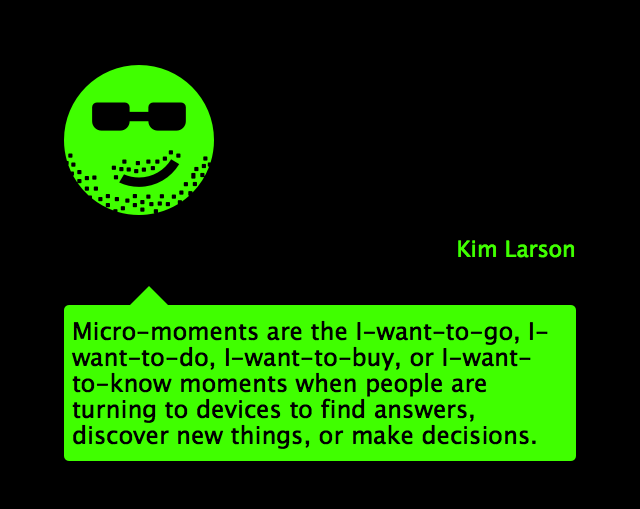 Kim Larson
Micro-moments are the I-want-to-go, I-
want-to-do, I-want-to-buy, or I-want-
to-know moments when people are
turning to devices to find answers,
discover new things, or make decisions.